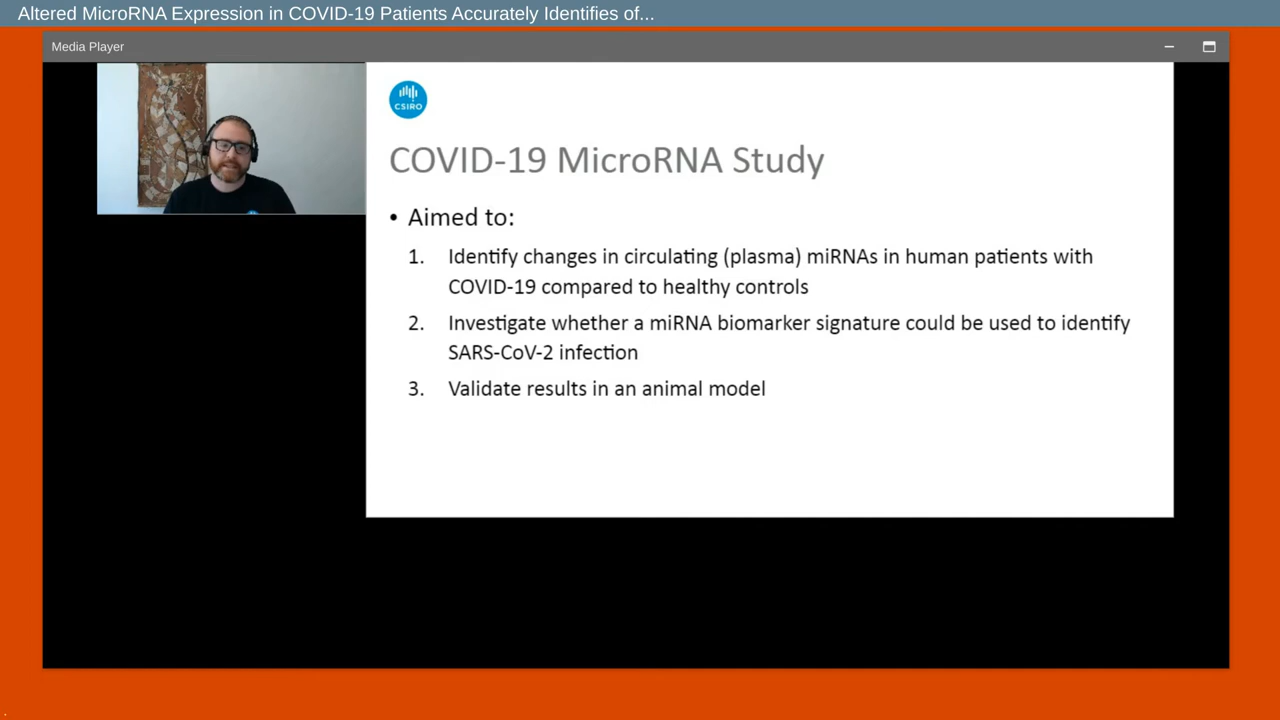 Altered MicroRNA Expression in COVID-19 Patients Accurately Identifies of...
Media Player
CSIRO
COVID-19 MicroRNA Study
• Aimed to:
1. Identify changes in circulating (plasma) miRNAs in human patients with
COVID-19 compared to healthy controls
2. Investigate whether a miRNA biomarker signature could be used to identify
SARS-CoV-2 infection
3. Validate results in an animal model